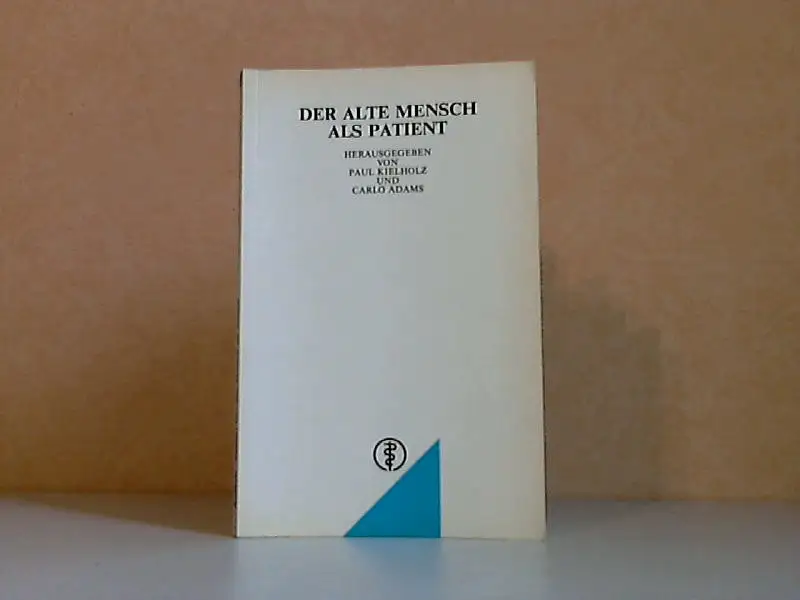 DER ALTE MENSCH
ALS PATIENT
HERAUSGEGEBEN
VON
PAUL KIELHOLZ
UND
CARLO ADAMS